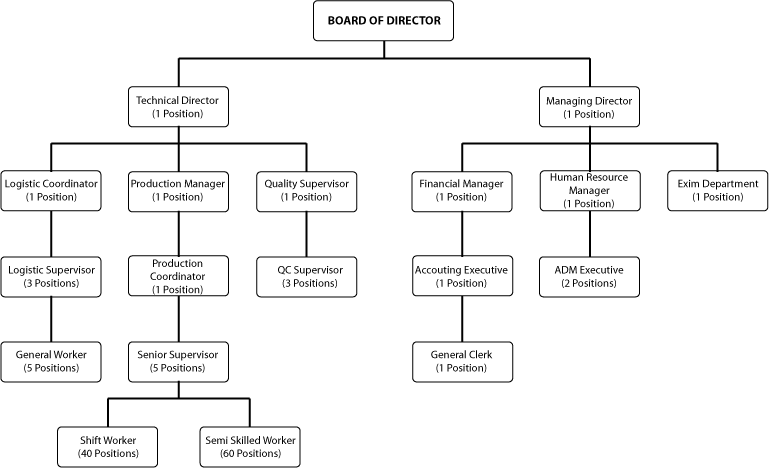 BOARD OF DIRECTOR
Technical Director
(1 Position)
Managing Director
(1 Position)
Logistic Coordinator
(1 Position)
Production Manager
(1 Position)
Quality Supervisor
(1 Position)
Financial Manager
(1 Position)
Human Resource
Manager
(1 Position)
Exim Department
(1 Position)
Logistic Supervisor
(3 Positions)
Production
Coordinator
(1 Position)
QC Supervisor
(3 Positions)
Accouting Executive
(1 Position)
ADM Executive
(2 Positions)
General Worker
(5 Positions)
Senior Supervisor
(5 Positions)
General Clerk
(1 Position)
Shift Worker
(40 Positions)
Semi Skilled Worker
(60 Positions)